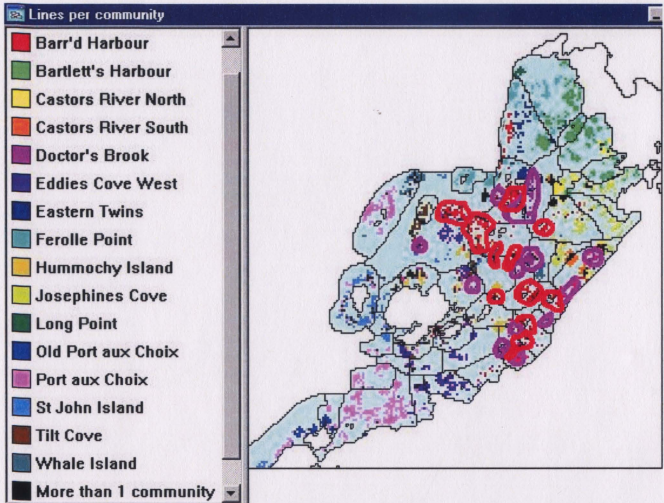 Lines per community
Barr'd Harbour
Bartlett's Harbour
Castors River North
Castors River South
Doctor's Brook
Eddies Cove West
Eastern Twins
Ferolle Point
Hummochy Island
Josephines Cove
Long Point
Old Port aux Choix
Port aux Choix
St John Island
Tilt Cove
Whale Island
More than 1 community